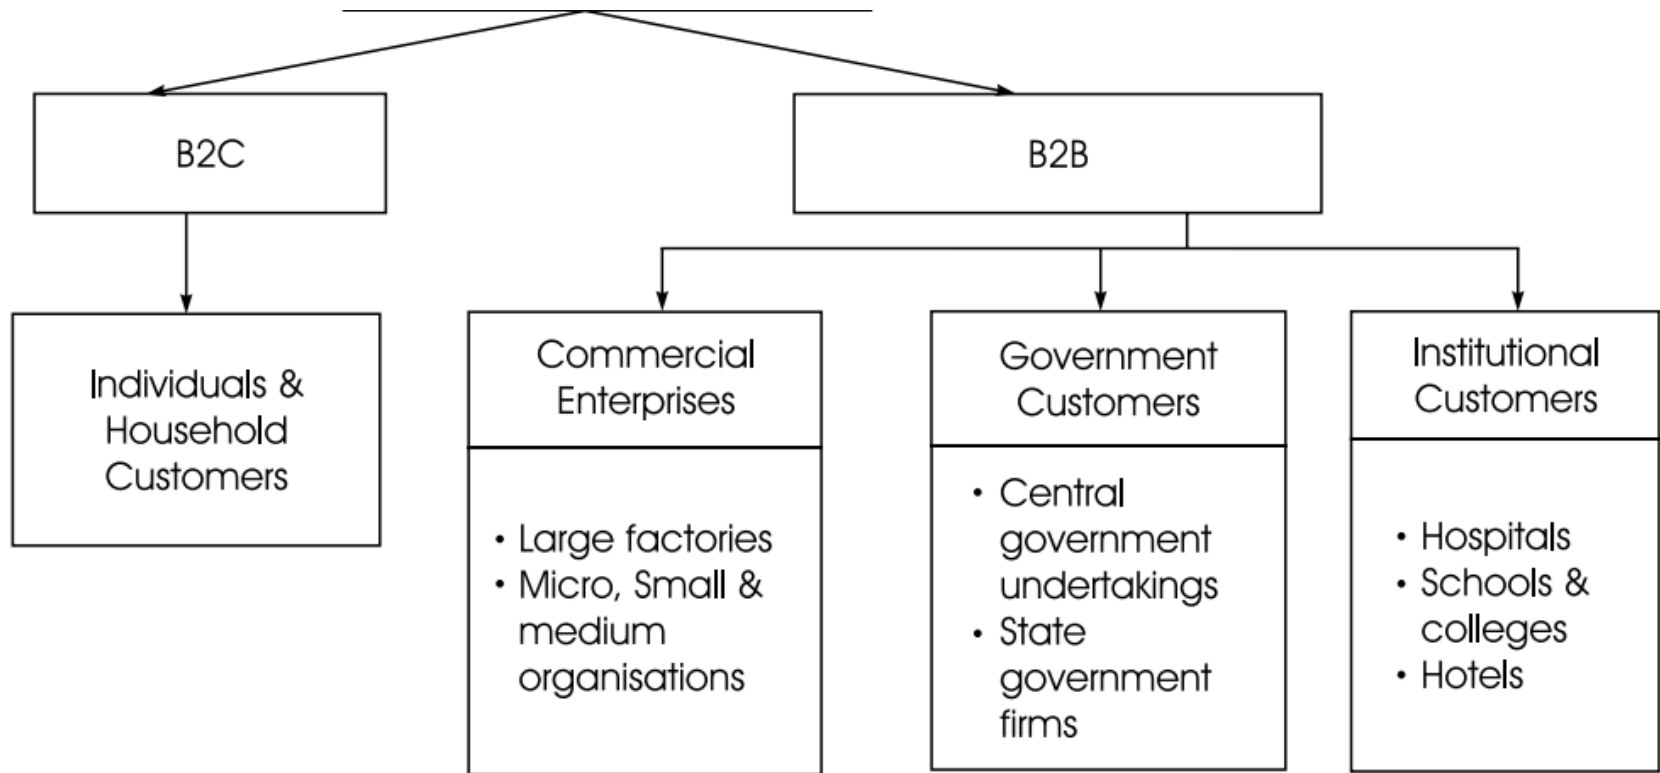 B2C
B2B
Individuals &
Household
Customers
Commercial
Enterprises
• Large factories
• Micro, Small &
medium
organisations
Government
Customers
• Central
government
undertakings
• State
government
firms
Institutional
Customers
• Hospitals
• Schools &
colleges
• Hotels